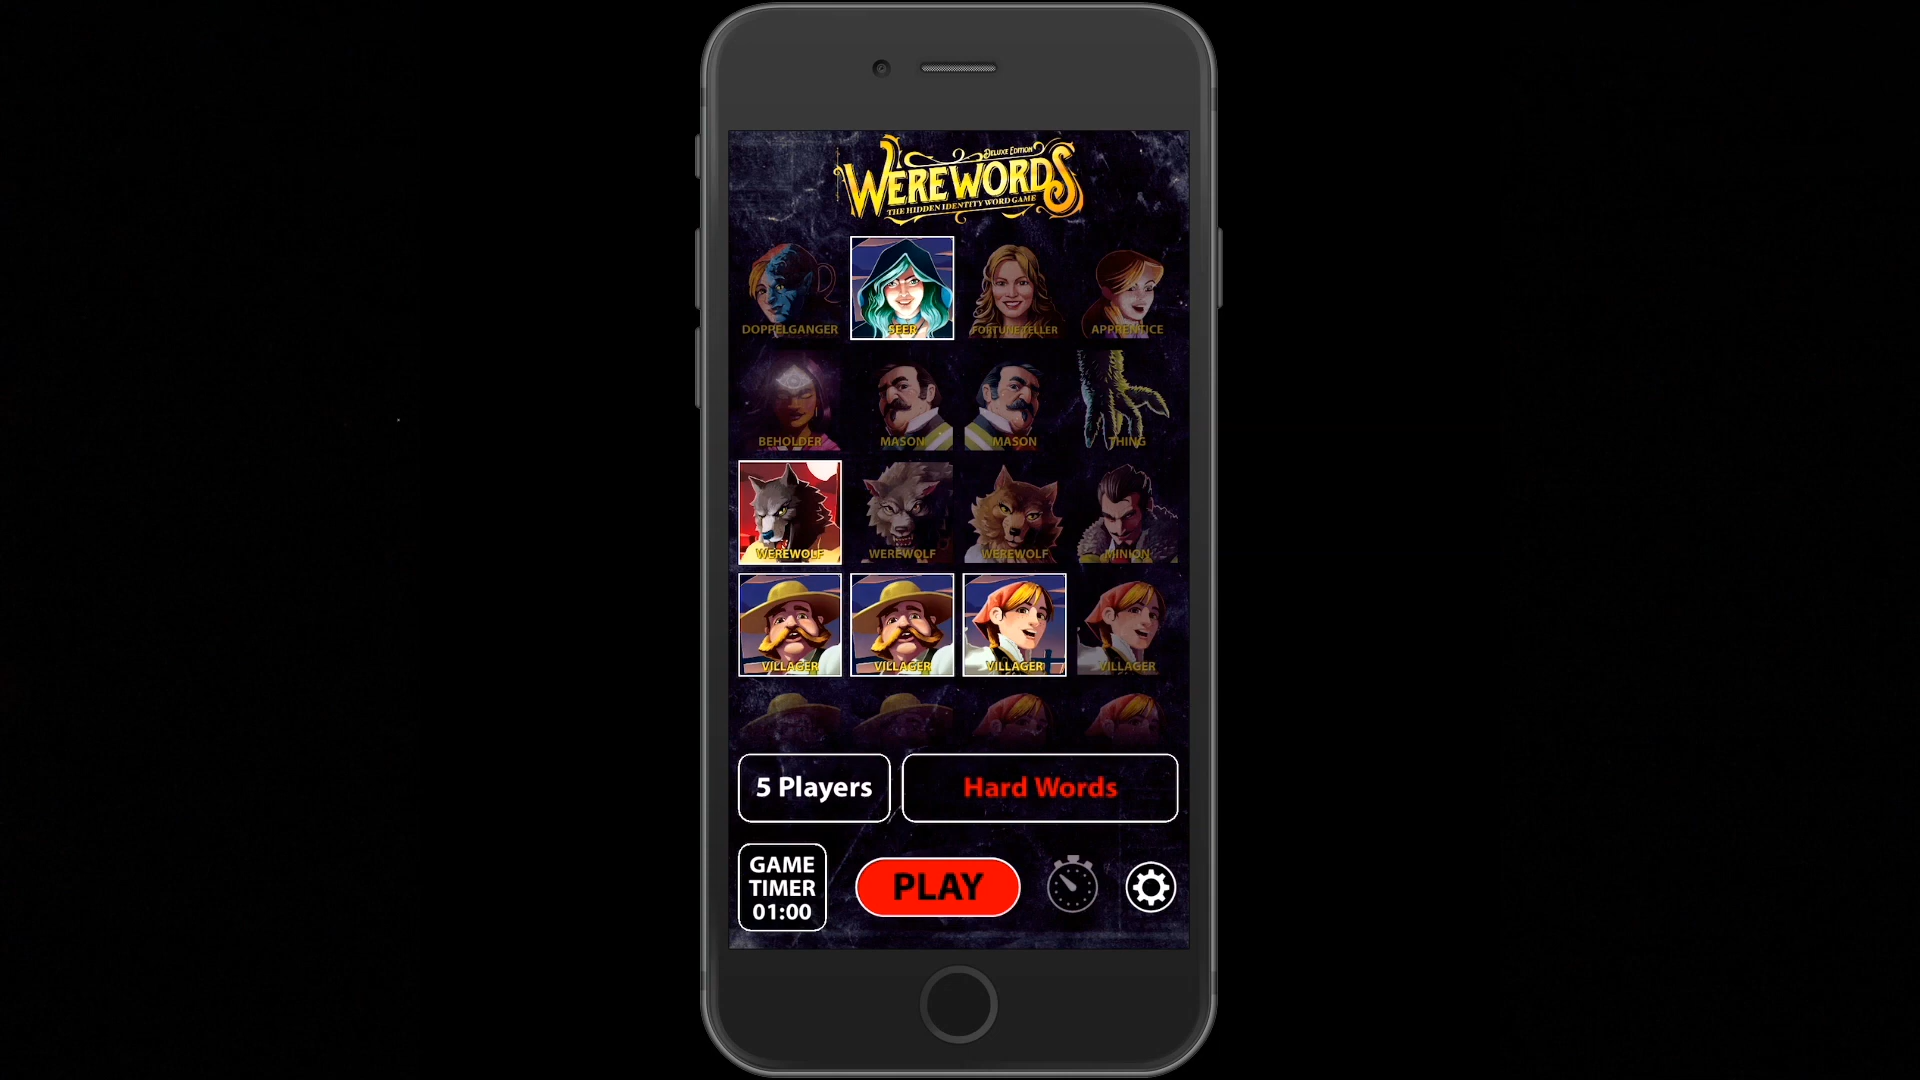 DELUXE EDITION
WEREWORDS
THE HIDDEN IDENTITY WORD GAME
DOPPELGANGER SEER FORTUNE TELLER APPRENTICE
BEHOLDER MASON MASON THING
WEREWOLF WEREWOLF WEREWOLF MINION
VILLAGER VILLAGER VILLAGER VILLAGER
5 Players Hard Words
GAME
TIMER
01:00
PLAY